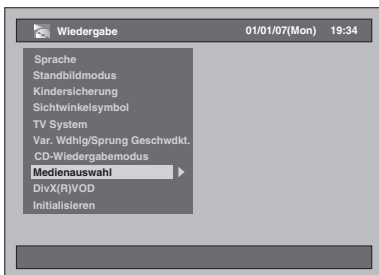 Wiedergabe 01/01/07(Mon) 19:34
Sprache
Standbildmodus
Kindersicherung
Sichtwinkelsymbol
TV System
Var. Wdhlg/Sprung Geschwdkt.
CD-Wiedergabemodus
Medienauswahl
DivX(R)VOD
Initialisieren